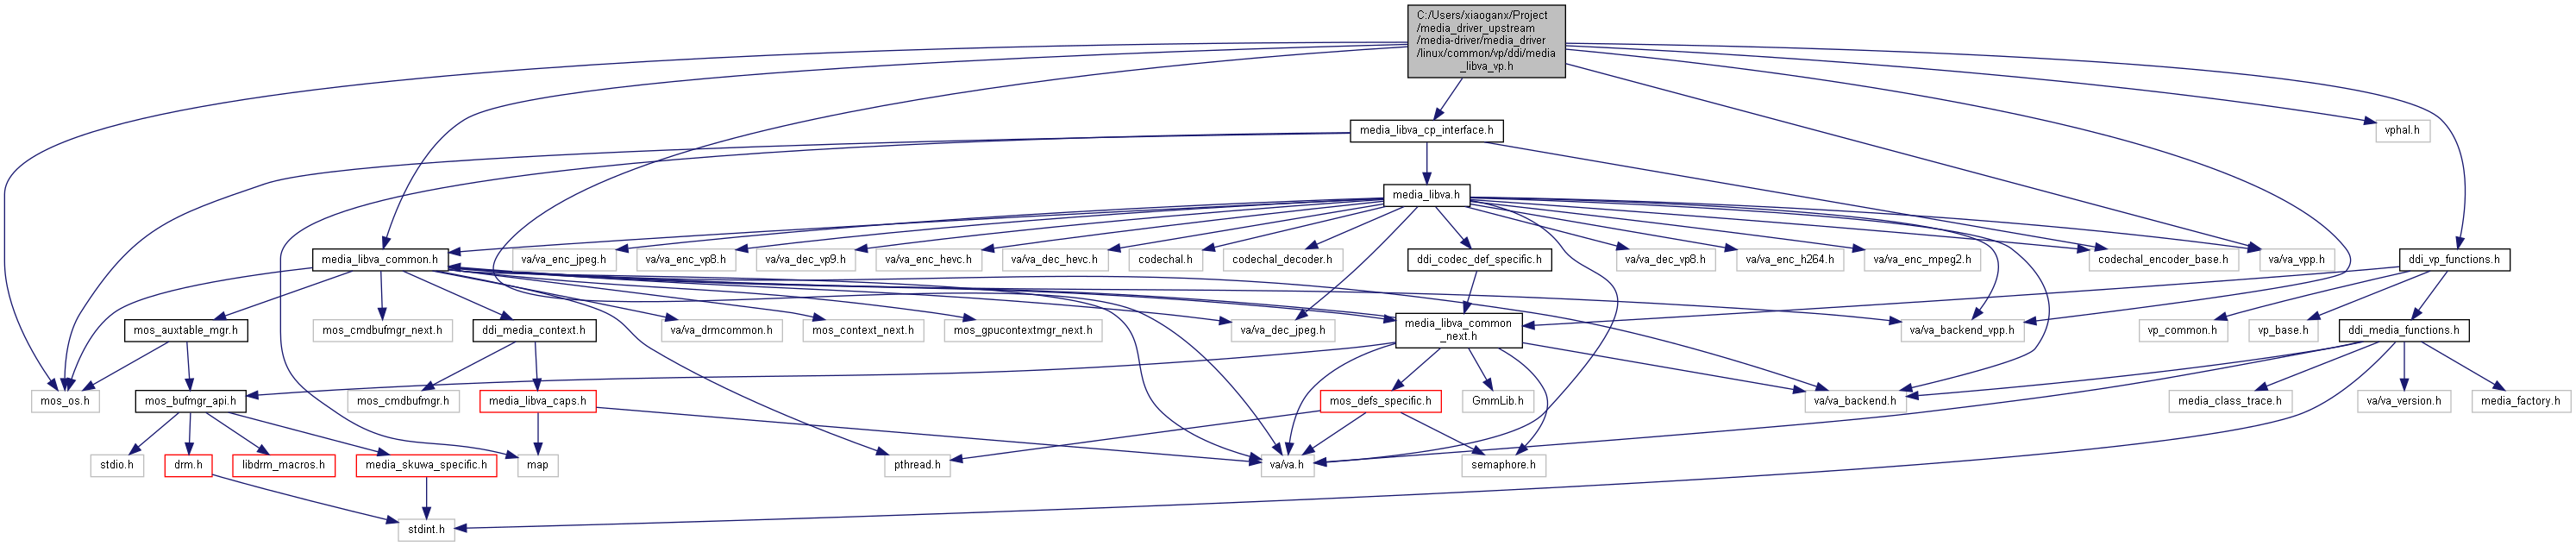 C:/Users/xiaoganx/Project
/media_driver_upstream
/media-driver/media_driver
/linux/common/vp/ddi/media
_libva_vp.h
media_libva_cp_interface.h
vphal.h
media_libva.h
media_libva_common.h
va/va_enc_jpeg.h
va/va_enc_vp8.h
va/va_dec_vp9.h
va/va_enc_hevc.h
va/va_dec_hevc.h
codechal.h
codechal_decoder.h
ddi_codec_def_specific.h
va/va_dec_vp8.h
va/va_enc_h264.h
va/va_enc_mpeg2.h
codechal_encoder_base.h
va/va_vpp.h
ddi_vp_functions.h
mos_auxtable_mgr.h
mos_cmdbufmgr_next.h
ddi_media_context.h
va/va_drmcommon.h
mos_context_next.h
mos_gpucontextmgr_next.h
va/va_dec_jpeg.h
media_libva_common
_next.h
va/va_backend_vpp.h
vp_common.h
vp_base.h
ddi_media_functions.h
mos_os.h
mos_bufmgr_api.h
mos_cmdbufmgr.h
media_libva_caps.h
mos_defs_specific.h
GmmLib.h
va/va_backend.h
media_class_trace.h
va/va_version.h
media_factory.h
stdio.h
drm.h
libdrm_macros.h
media_skuwa_specific.h
map
pthread.h
va/va.h
semaphore.h
stdint.h